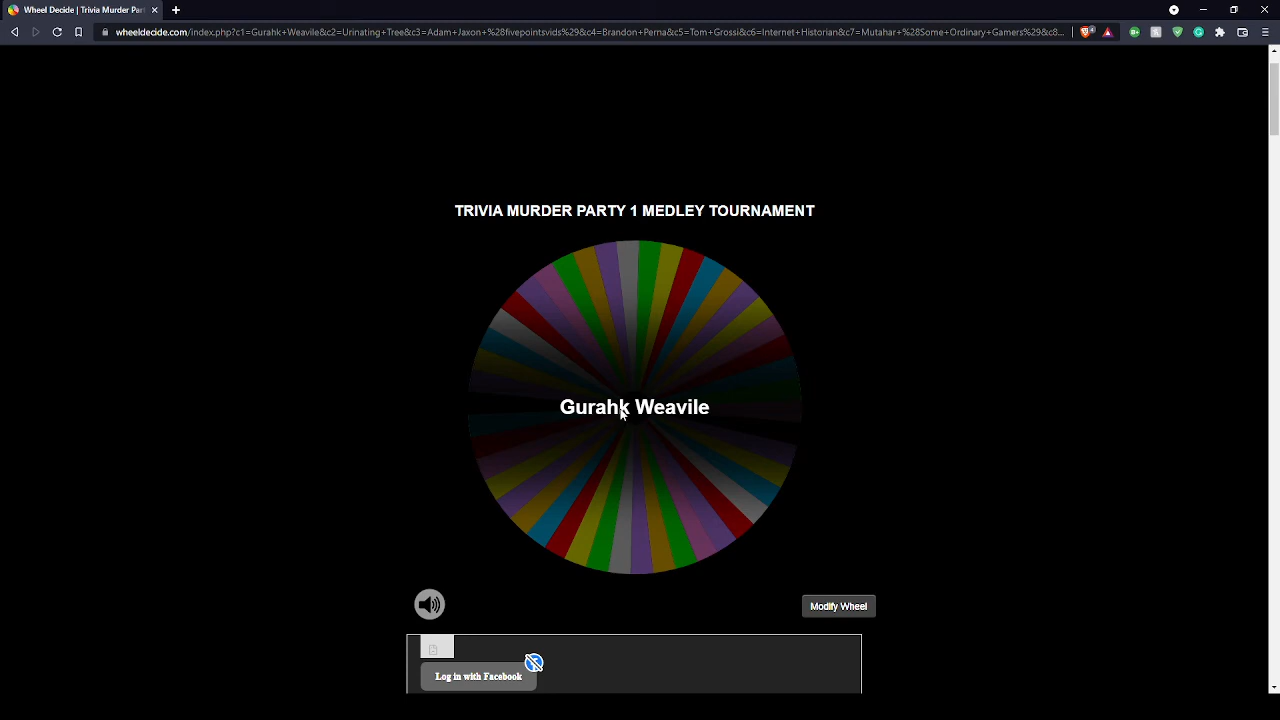 Wheel Decide | Trivia Murder Par
wheeldecide.com/index.php?c1=Gurahk+Weavile&c2=Urinating+Tree&c3=Adam+Jaxon+%28fivepointsvids%29&c4=Brandon+Perna&c5=Tom+Grossi&c6=Internet+Historian&c7=Mutahar+%28Some+Ordinary+Gamers%29&c8...
TRIVIA MURDER PARTY 1 MEDLEY TOURNAMENT
Gurahk Weavile
Modify Wheel
Log in with Facebook